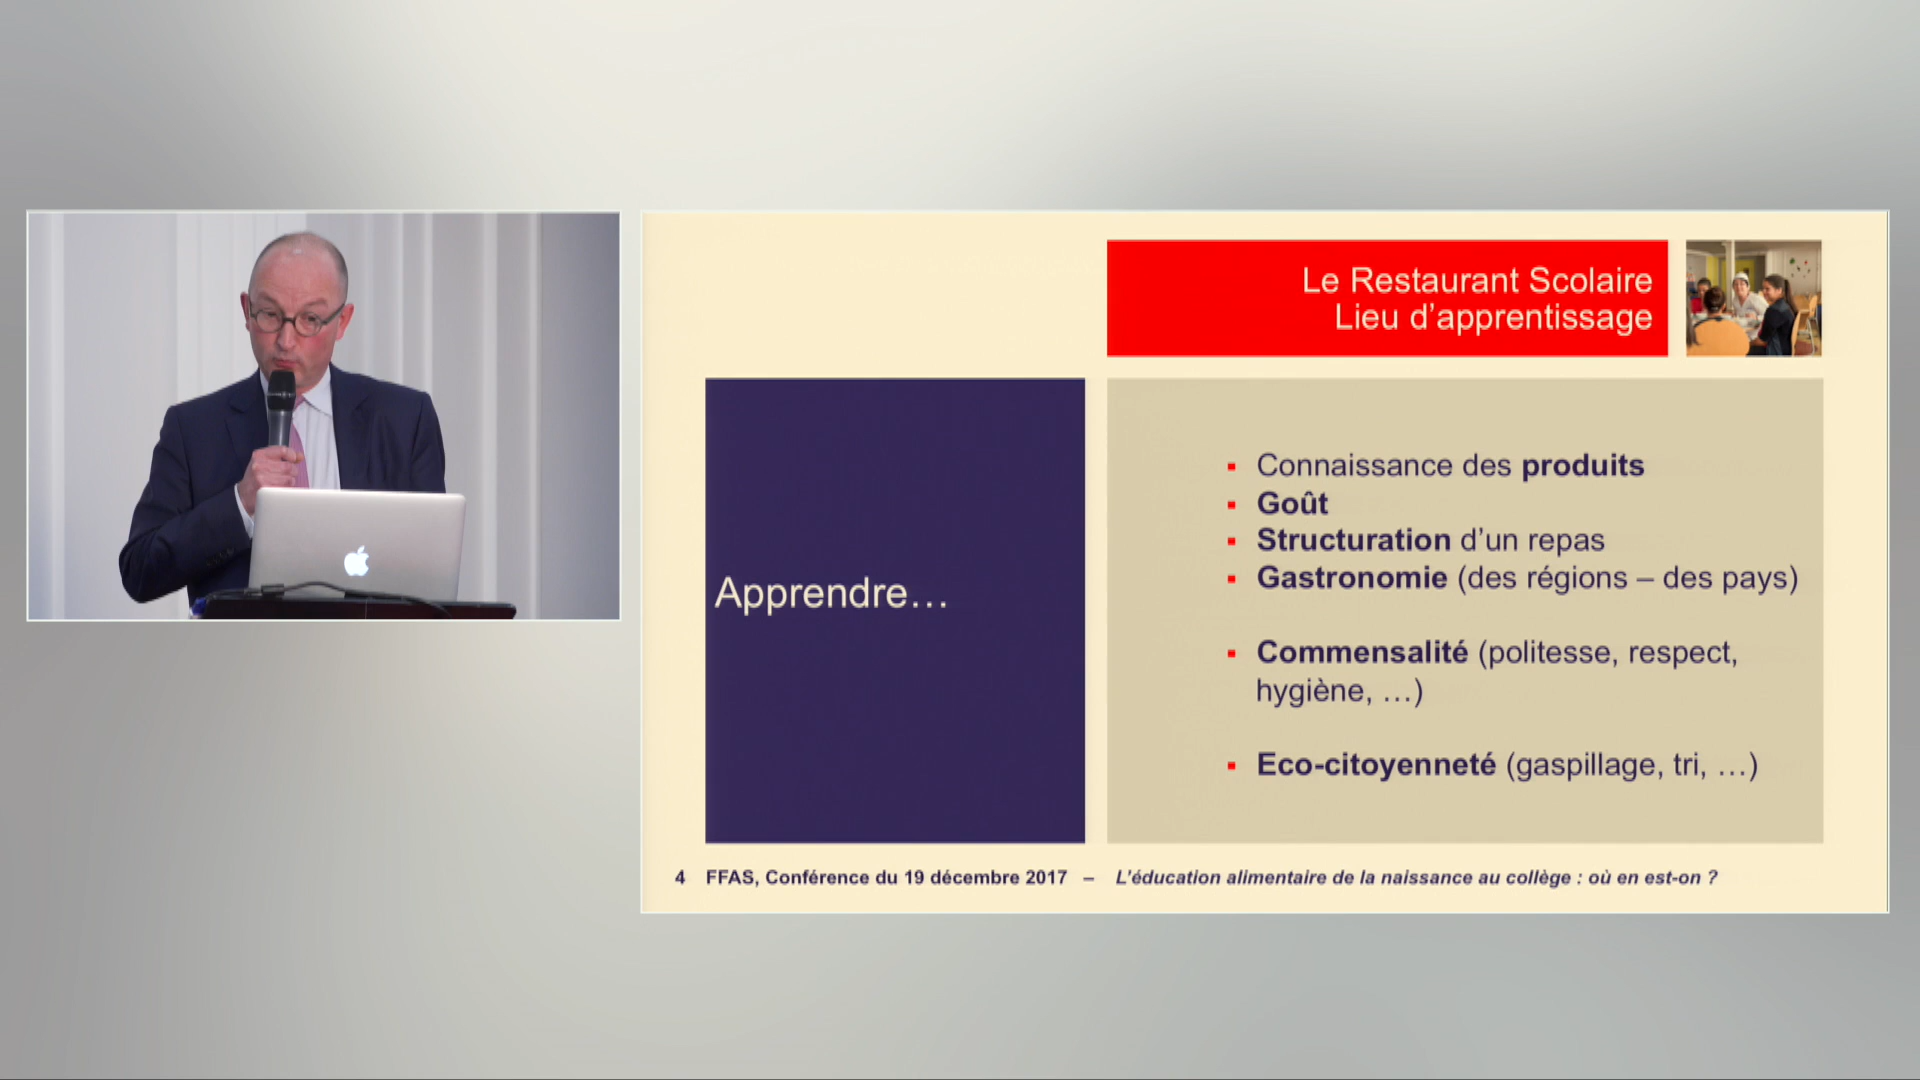 Le Restaurant Scolaire
Lieu d’apprentissage
Apprendre…
▪ Connaissance des produits
▪ Goût
▪ Structuration d’un repas
▪ Gastronomie (des régions – des pays)
▪ Commensalité (politesse, respect,
hygiène, …)
▪ Eco-citoyenneté (gaspillage, tri, …)
4 FFAS, Conférence du 19 décembre 2017 – L’éducation alimentaire de la naissance au collège : où en est-on ?